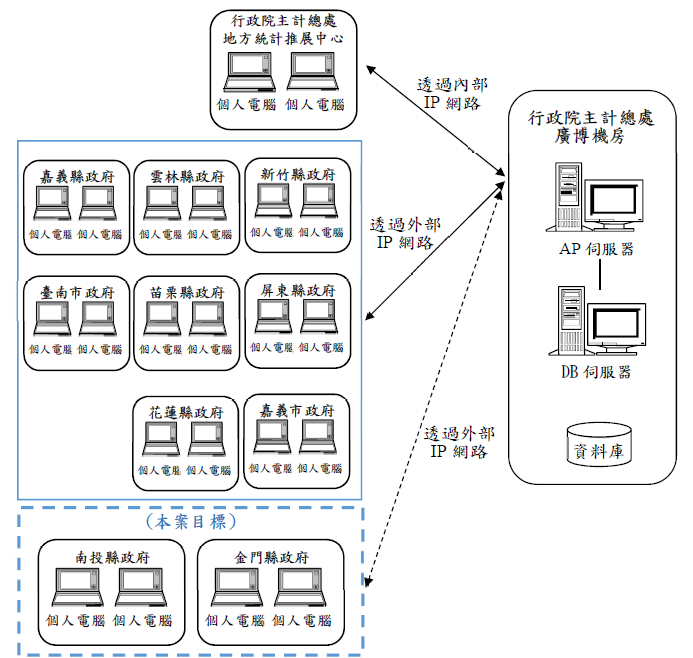 行政院主計總處
地方統計推展中心
個人電腦 個人電腦
透過內部
IP 網路
行政院主計總處
廣博機房
AP 伺服器
DB 伺服器
資料庫
嘉義縣政府 雲林縣政府 新竹縣政府
個人電腦 個人電腦 個人電腦 個人電腦 個人電腦 個人電腦
透過外部
IP 網路
臺南市政府 苗栗縣政府 屏東縣政府
個人電腦 個人電腦 個人電腦 個人電腦 個人電腦 個人電腦
花蓮縣政府 嘉義市政府
個人電腦 個人電腦 個人電腦 個人電腦
透過外部
IP 網路
(本案目標)
南投縣政府 金門縣政府
個人電腦 個人電腦 個人電腦 個人電腦